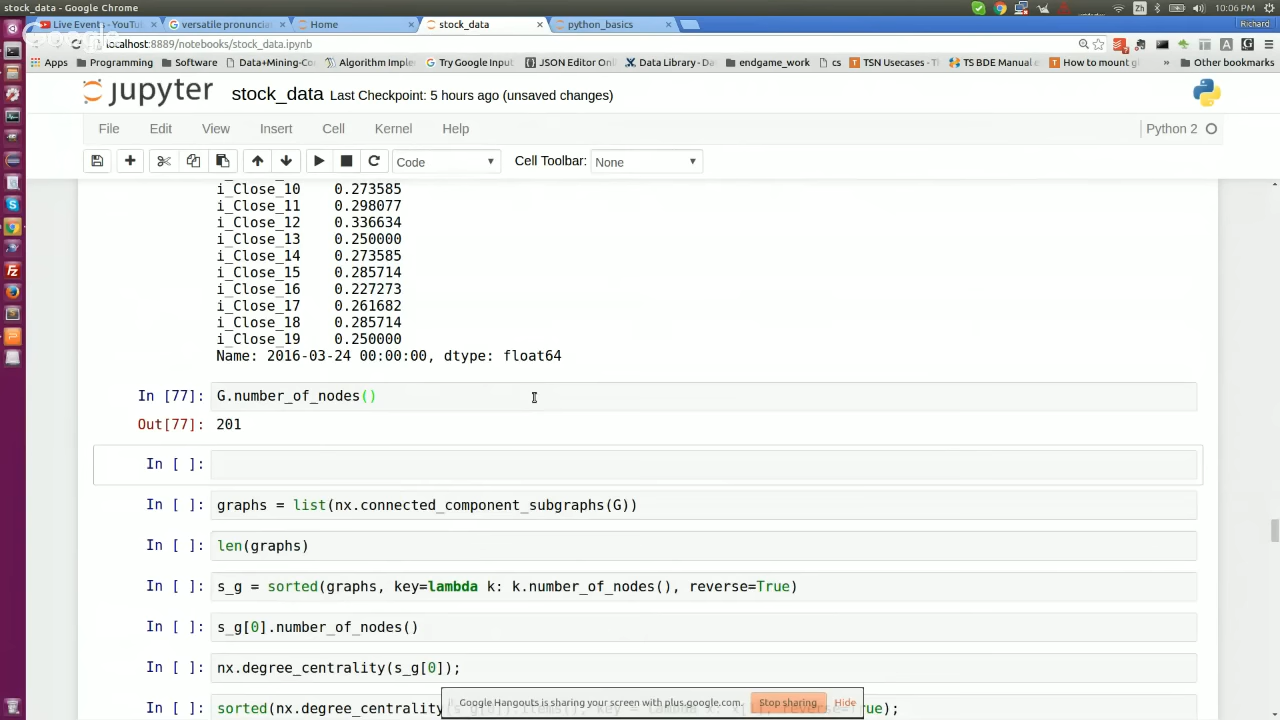 stock_data - Google Chrome
Zh
10:06 PM
Live Events - YouTu
versatile pronuncia
Home
stock_data
python_basics
Richard
Google
localhost:8889/notebooks/stock_data.ipynb
Apps
Programming
Software
Data+Mining-Co
Algorithm Imple
Try Google Input
JSON Editor Onli
Data Library - Da
endgame_work
cs
TSN Usecases - T
TS BDE Manual
How to mount g
»
Other bookmarks
jupyter
stock_data
Last Checkpoint: 5 hours ago (unsaved changes)
File
Edit
View
Insert
Cell
Kernel
Help
Python 2
Code
Cell Toolbar:
None
i_Close_10 0.273585
i_Close_11 0.298077
i_Close_12 0.336634
i_Close_13 0.250000
i_Close_14 0.273585
i_Close_15 0.285714
i_Close_16 0.227273
i_Close_17 0.261682
i_Close_18 0.285714
i_Close_19 0.250000
Name: 2016-03-24 00:00:00, dtype: float64
In [77]: G.number_of_nodes()
Out[77]: 201
In [ ]:
In [ ]: graphs = list(nx.connected_component_subgraphs(G))
In [ ]: len(graphs)
In [ ]: s_g = sorted(graphs, key=lambda k: k.number_of_nodes(), reverse=True)
In [ ]: s_g[0].number_of_nodes()
In [ ]: nx.degree_centrality(s_g[0]);
In [ ]: sorted(nx.degree_centrality
Google Hangouts is sharing your screen with plus.google.com.
Stop sharing
Hide